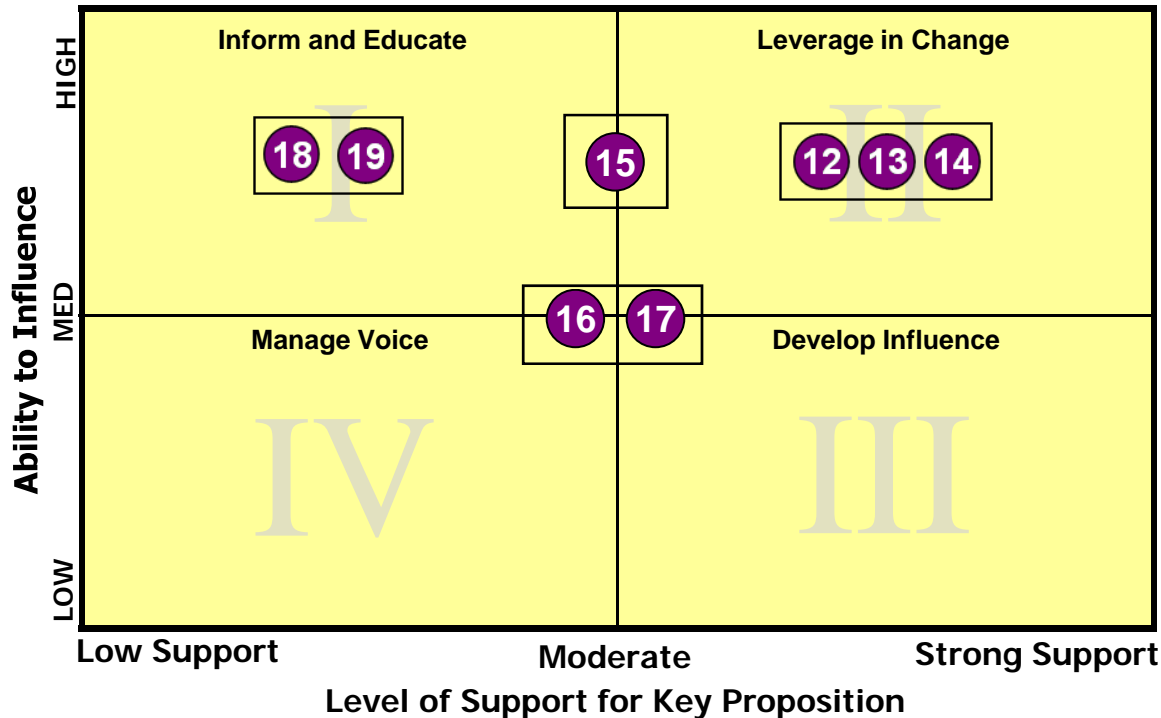 Inform and Educate
Leverage in Change
HIGH
I
II
18 19
15
12 13 14
Ability to Influence
MED
16 17
Manage Voice
Develop Influence
IV
III
LOW
Low Support
Moderate
Strong Support
Level of Support for Key Proposition